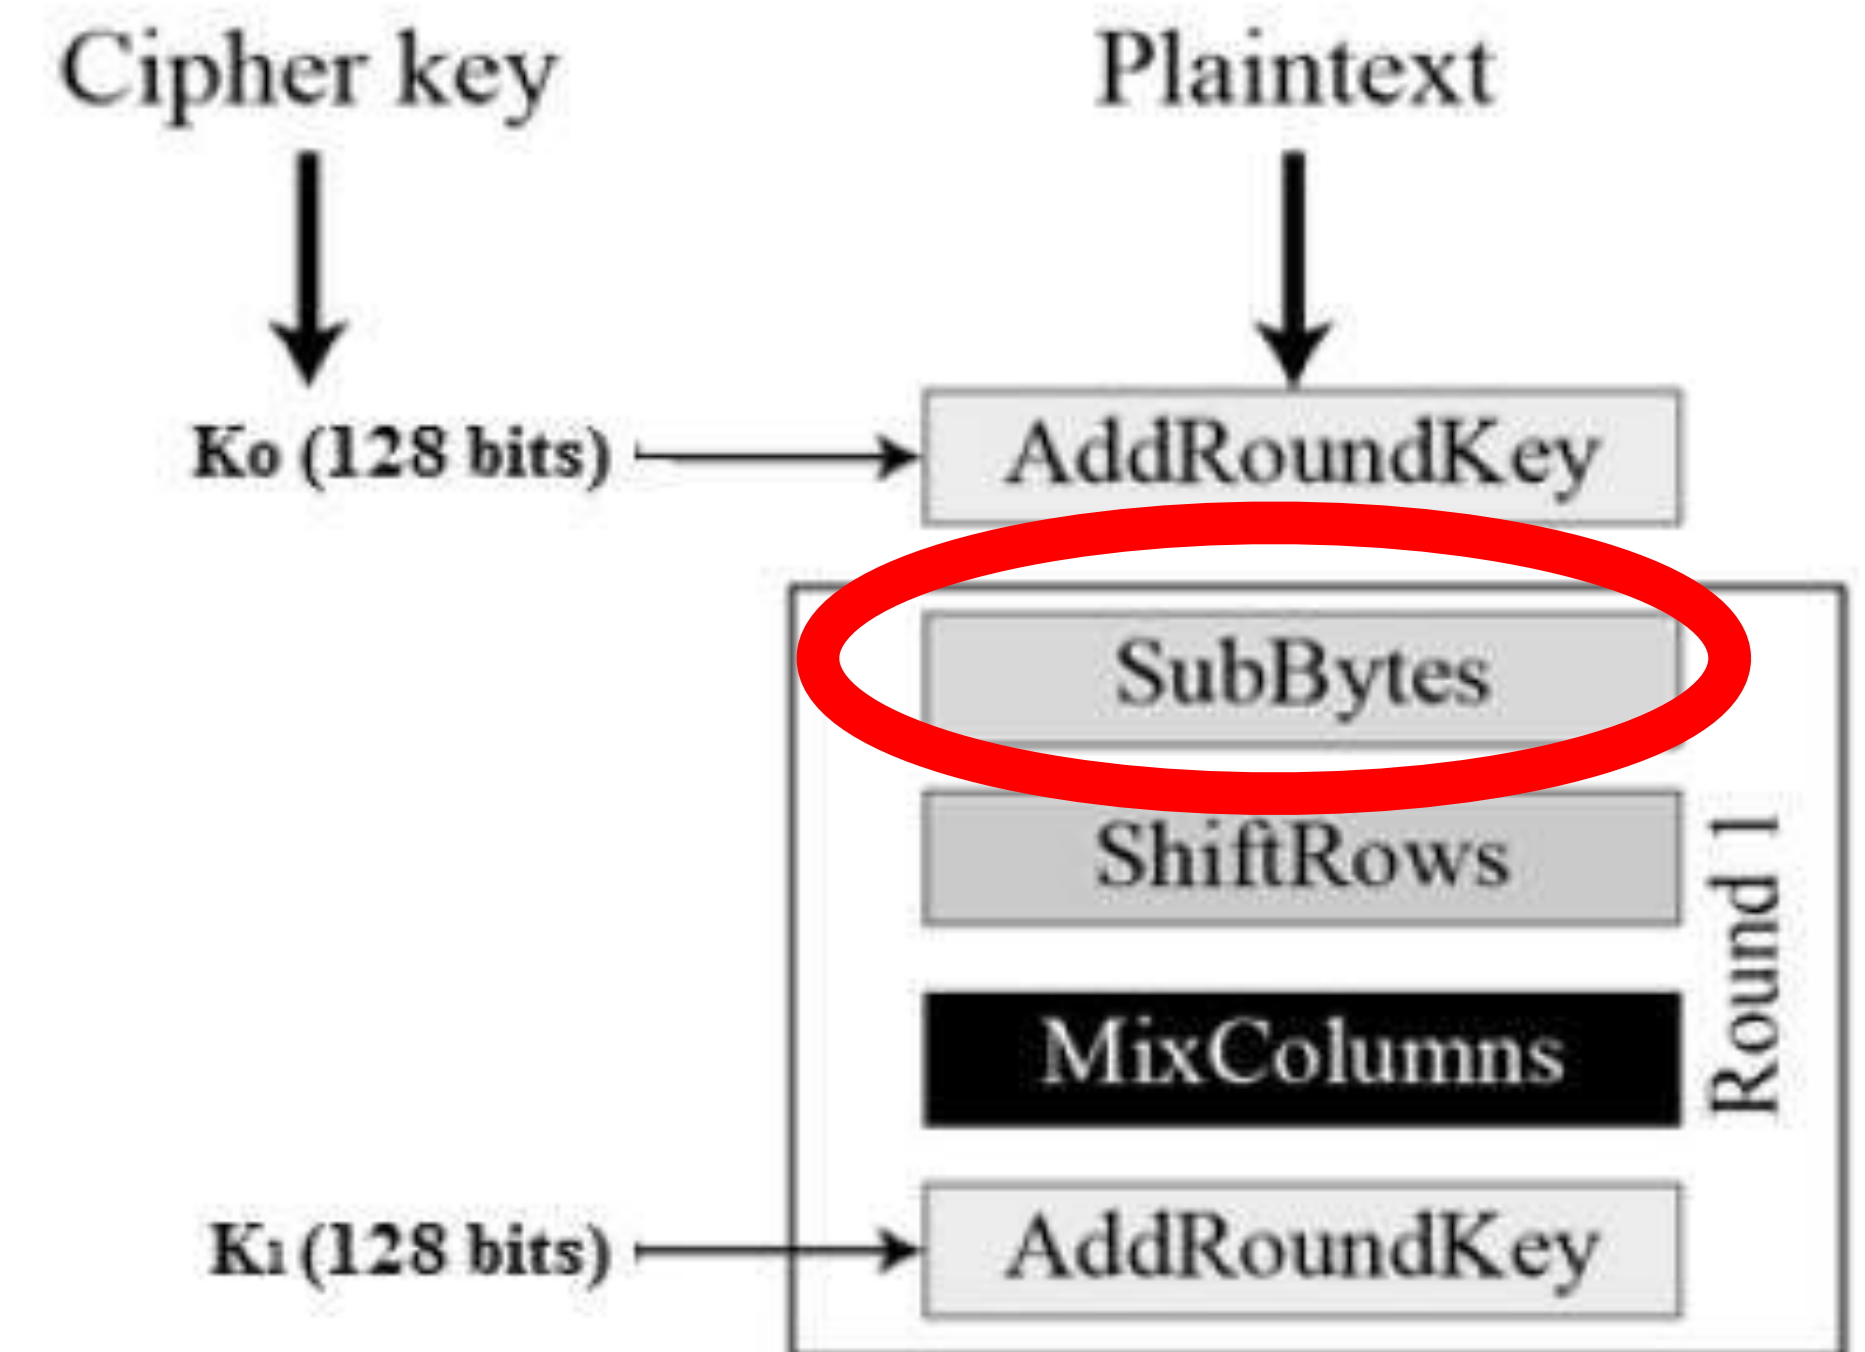 Cipher key
Plaintext
K0 (128 bits)
AddRoundKey
SubBytes
ShiftRows
MixColumns
Round 1
K1 (128 bits)
AddRoundKey